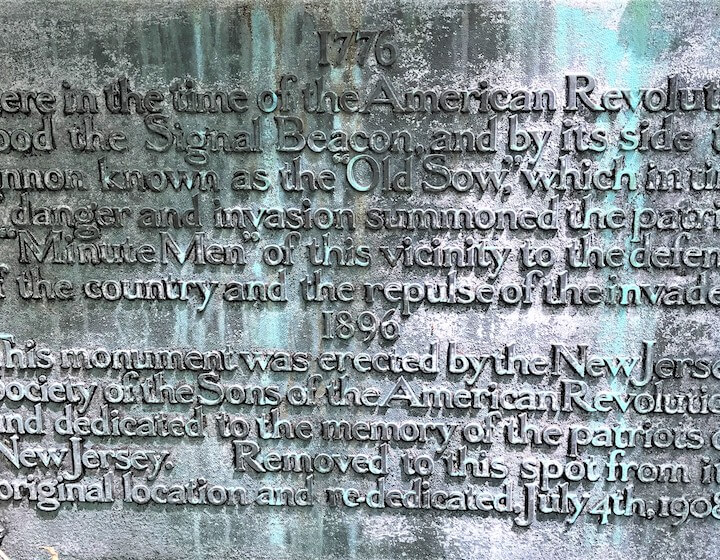 1776
ere in the time of the American Revolut
ood the Signal Beacon, and by its side t
nnon known as the "Old Sow," which in tim
danger and invasion summoned the patri
"Minute Men" of this vicinity to the defen
f the country and the repulse of the invade
1896
This monument was erected by the New Jerse
Society of the Sons of the American Revolutio
and dedicated to the memory of the patriots o
New Jersey. Removed to this spot from it
original location and re-dedicated, July 4th, 1908